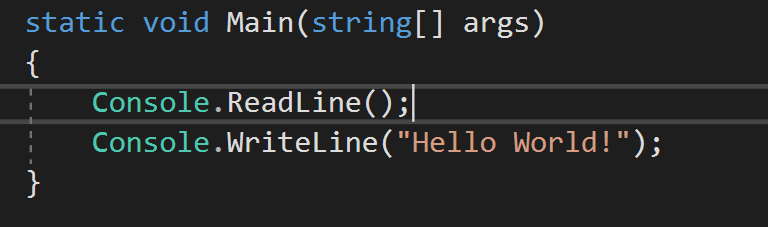 static void Main(string[] args)
{
    Console.ReadLine();
    Console.WriteLine("Hello World!");
}